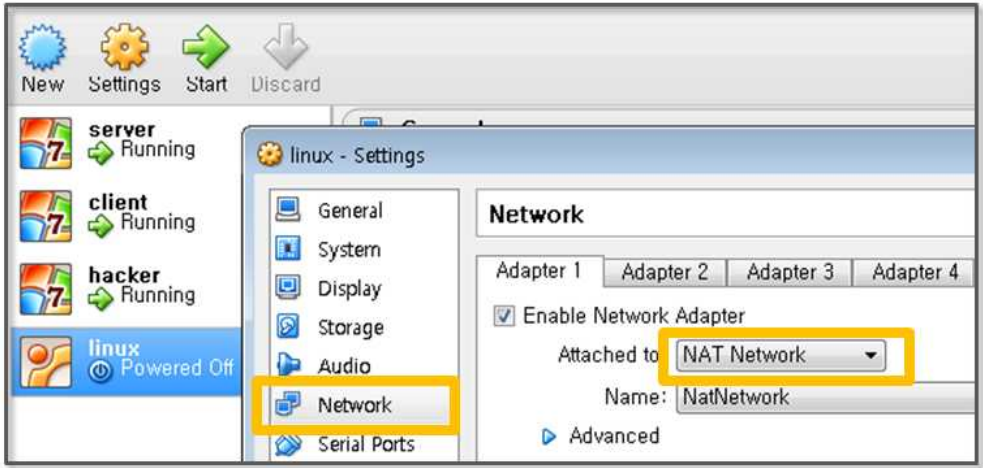 New Settings Start Discard
server
Running
client
Running
hacker
Running
linux
Powered Off
linux - Settings
General
System
Display
Storage
Audio
Network
Serial Ports
Network
Adapter 1 Adapter 2 Adapter 3 Adapter 4
Enable Network Adapter
Attached to NAT Network
Name: NatNetwork
Advanced